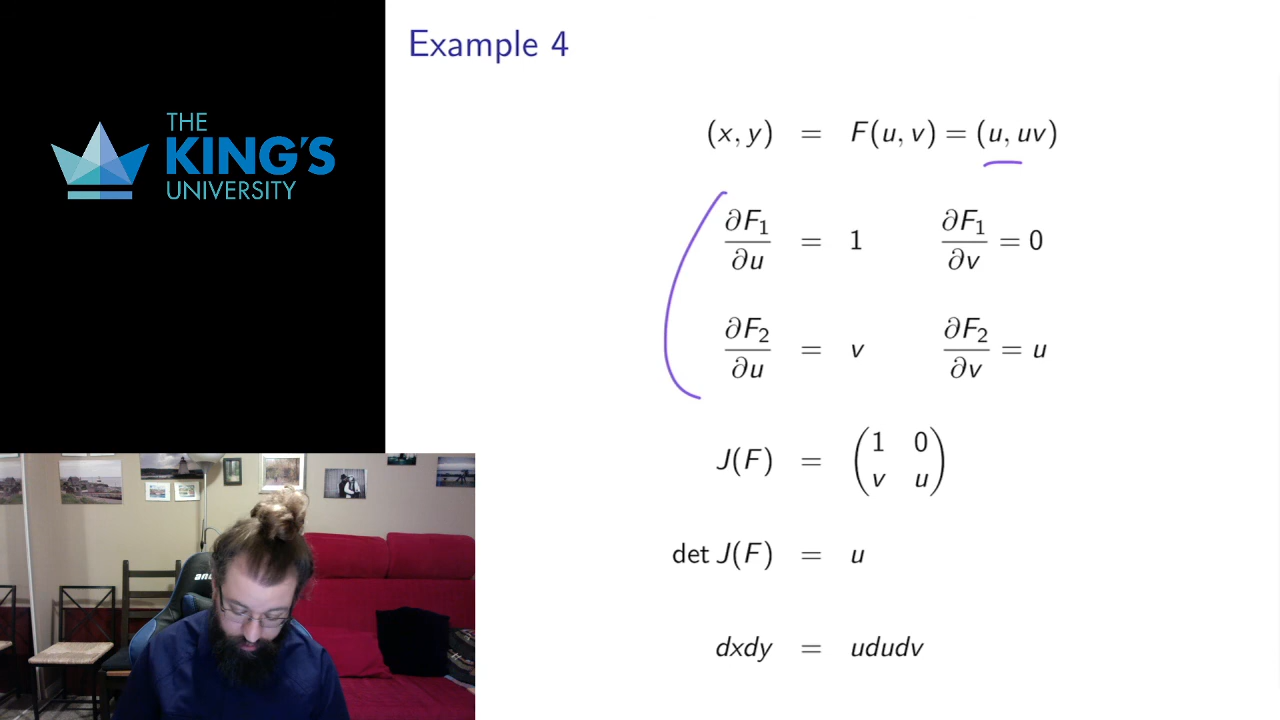 THE
KING'S
UNIVERSITY
Example 4
(x, y) = F(u, v) = (u, uv)
∂F₁/∂u = 1 ∂F₁/∂v = 0
∂F₂/∂u = v ∂F₂/∂v = u
J(F) = (1 0
v u)
det J(F) = u
dxdy = ududv